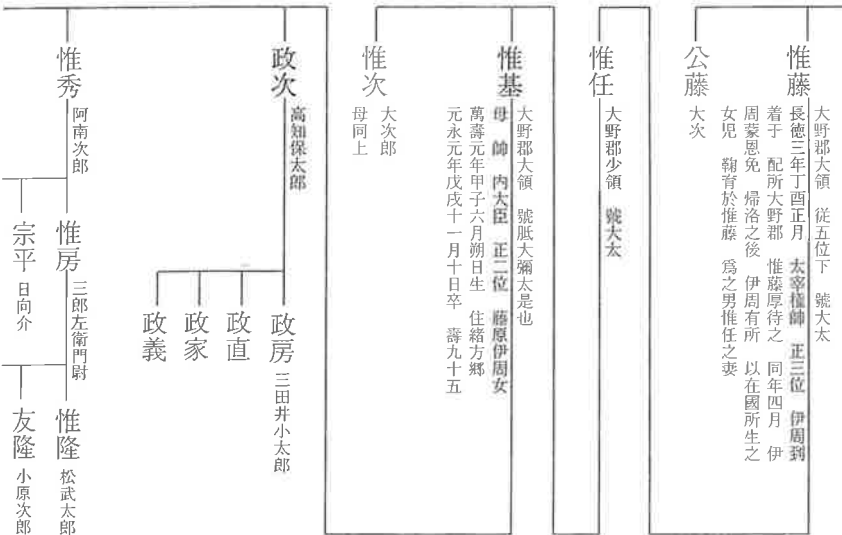 惟藤
大野郡大領　従五位下　號大太
長徳三年丁酉正月　太宰權帥　正三位　伊周到
着于　配所大野郡　惟藤厚待之　同年四月　伊
周蒙恩免　帰洛之後　伊周有所　以在國所生之
女児　鞠育於惟藤　爲之男惟任之妻
公藤
大次
惟任
大野郡少領　號大太
惟基
大野郡大領　號胝大彌太是也
母　帥　内大臣　正二位　藤原伊周女
萬壽元年甲子六月朔日生　住緒方郷
元永元年戊戌十一月十日卒　壽九十五
惟次
大次郎
母同上
政次
高知保太郎
政房
三田井小太郎
政直
政家
政義
惟秀
阿南次郎
惟房
三郎左衛門尉
宗平
日向介
惟隆
松武太郎
友隆
小原次郎